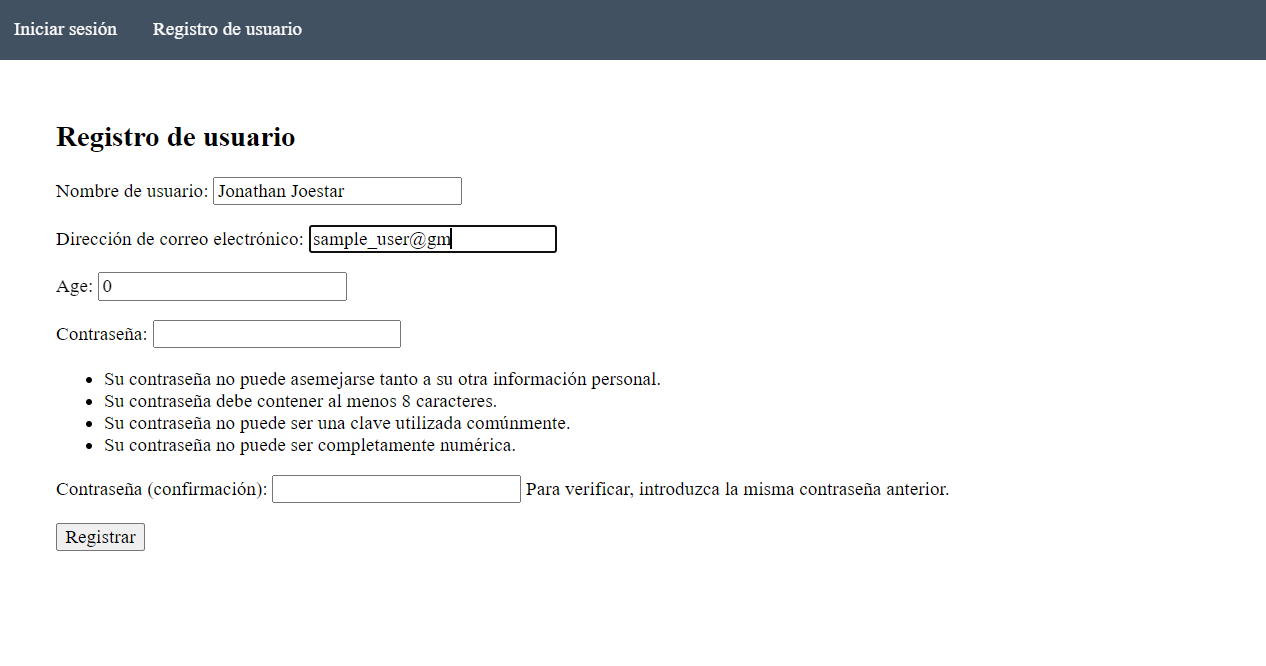 Iniciar sesión Registro de usuario
Registro de usuario
Nombre de usuario: Jonathan Joestar
Dirección de correo electrónico: sample_user@gm
Age: 0
Contraseña:
Su contraseña no puede asemejarse tanto a su otra información personal.
Su contraseña debe contener al menos 8 caracteres.
Su contraseña no puede ser una clave utilizada comúnmente.
Su contraseña no puede ser completamente numérica.
Contraseña (confirmación): Para verificar, introduzca la misma contraseña anterior.
Registrar